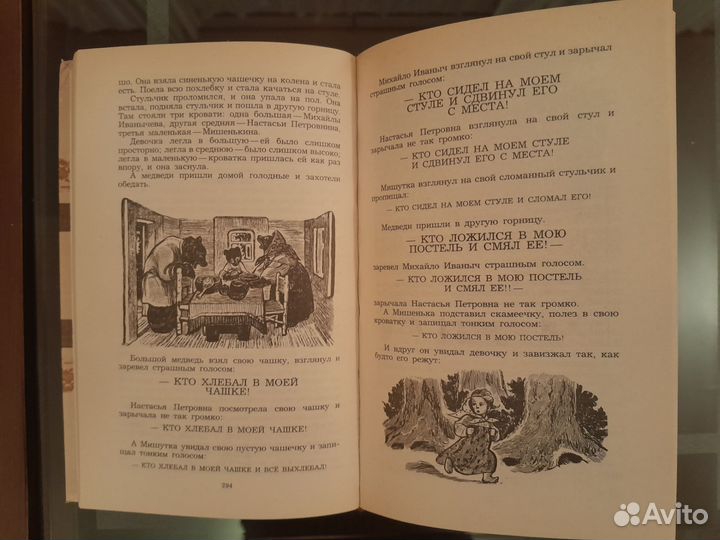 шо. Она взяла синенькую чашечку на колена и стала
есть. Поела всю похлебку и стала качаться на стуле.
Стульчик проломился, и она упала на пол. Она
встала, подняла стульчик и пошла в другую горницу.
Там стояли три кровати: одна большая — Михайлы
Иванычева, другая средняя — Настасьи Петровнина,
третья маленькая — Мишенькина.
Девочка легла в большую — ей было слишком
просторно; легла в среднюю — было слишком высоко;
легла в маленькую — кроватка пришлась ей как раз
впору, и она заснула.
А медведи пришли домой голодные и захотели
обедать.
Большой медведь взял свою чашку, взглянул и
заревел страшным голосом:
— КТО ХЛЕБАЛ В МОЕЙ
ЧАШКЕ!
Настасья Петровна посмотрела свою чашку и
зарычала не так громко:
— КТО ХЛЕБАЛ В МОЕЙ ЧАШКЕ!
А Мишутка увидал свою пустую чашечку и запи-
щал тонким голосом:
— КТО ХЛЕБАЛ В МОЕЙ ЧАШКЕ И ВСЁ ВЫХЛЕБАЛ!
294
Михайло Иваныч взглянул на свой стул и зарычал
страшным голосом:
— КТО СИДЕЛ НА МОЕМ
СТУЛЕ И СДВИНУЛ ЕГО
С МЕСТА!
Настасья Петровна взглянула на свой стул и
зарычала не так громко:
— КТО СИДЕЛ НА МОЕМ СТУЛЕ
И СДВИНУЛ ЕГО С МЕСТА!
Мишутка взглянул на свой сломанный стульчик и
пропищал:
— КТО СИДЕЛ НА МОЕМ СТУЛЕ И СЛОМАЛ ЕГО!
Медведи пришли в другую горницу.
— КТО ЛОЖИЛСЯ В МОЮ
ПОСТЕЛЬ И СМЯЛ ЕЕ! —
заревел Михайло Иваныч страшным голосом.
— КТО ЛОЖИЛСЯ В МОЮ ПОСТЕЛЬ
И СМЯЛ ЕЕ!! —
зарычала Настасья Петровна не так громко.
А Мишенька подставил скамеечку, полез в свою
кроватку и запищал тонким голосом:
— КТО ЛОЖИЛСЯ В МОЮ ПОСТЕЛЬ!
И вдруг он увидал девочку и завизжал так, как
будто его режут:
Avito